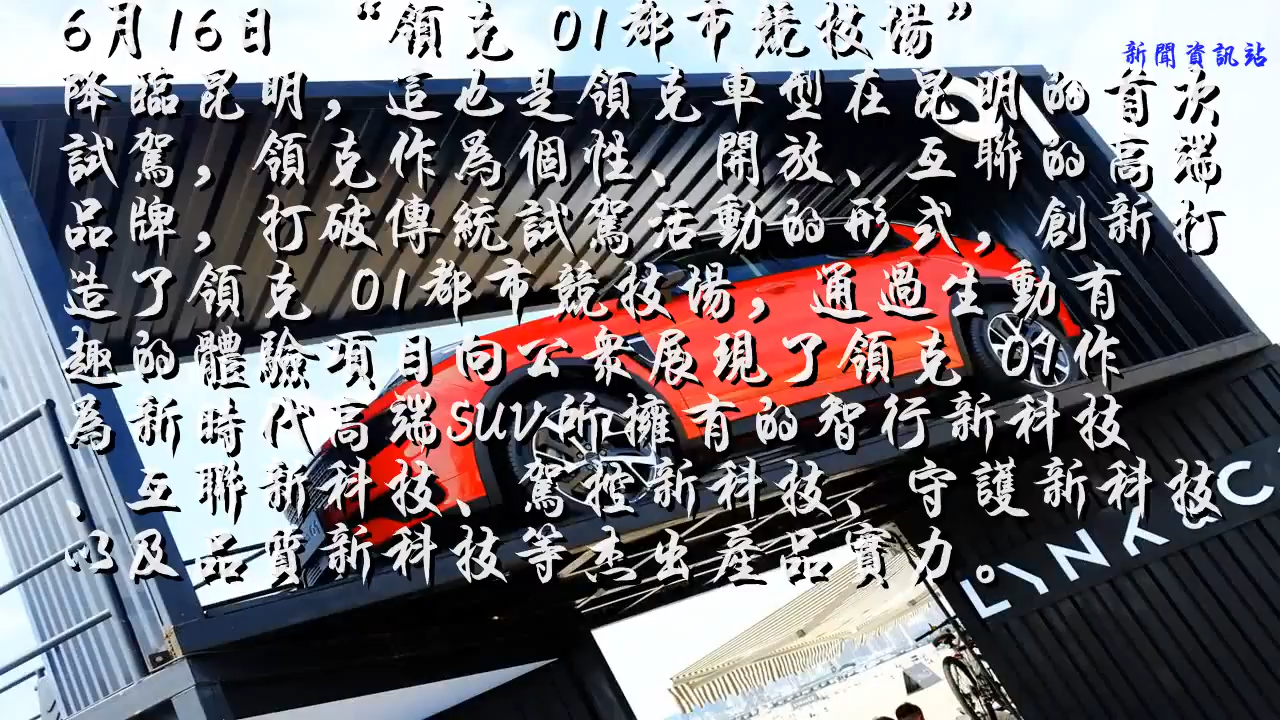 6月16日 “領克 01都市競技場”
新聞資訊站
降臨昆明，這也是領克車型在昆明的首次
試駕，領克作為個性、開放、互聯的高端
品牌，打破傳統試駕活動的形式，創新打
造了領克 01都市競技場，通過生動有
趣的體驗項目向公眾展現了領克 01作
為新時代高端SUV所擁有的智行新科技
、互聯新科技、駕控新科技、守護新科技
以及品質新科技等杰出產品實力。
01
LYNK & C